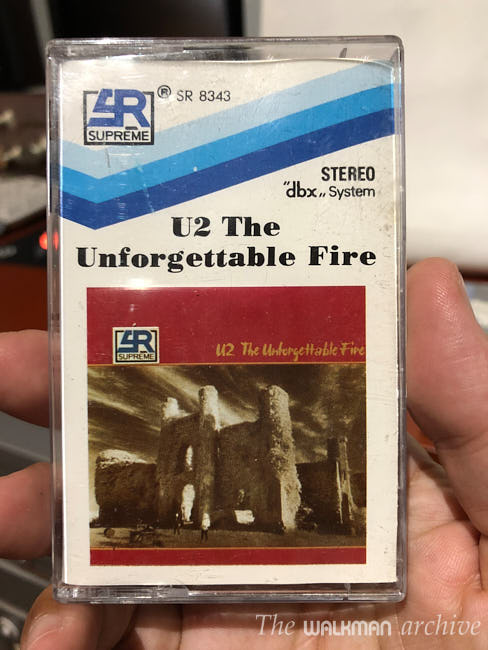 SR ® SR 8343
SUPREME
STEREO
"dbx„ System
U2 The
Unforgettable Fire
SR
SUPREME
U2 The Unforgettable Fire
The WALKMAN archive